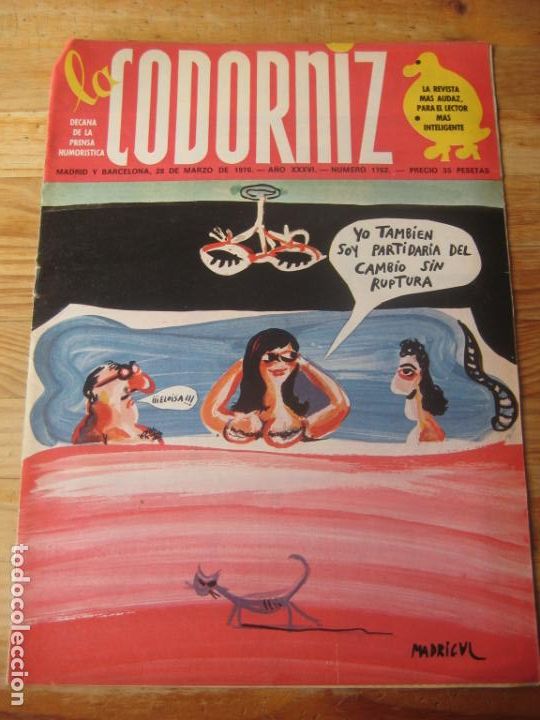 la CODORNIZ
DECANA
DE LA
PRENSA
HUMORISTICA
LA REVISTA
MAS AUDAZ,
PARA EL LECTOR
MAS
INTELIGENTE
MADRID Y BARCELONA, 28 DE MARZO DE 1976. — AÑO XXXVI. — NUMERO 1762. — PRECIO 35 PESETAS
YO TAMBIEN
SOY PARTIDARIA DEL
CAMBIO SIN
RUPTURA
¡¡¡ELOISA!!!
MADRIGUL
todocoleccion